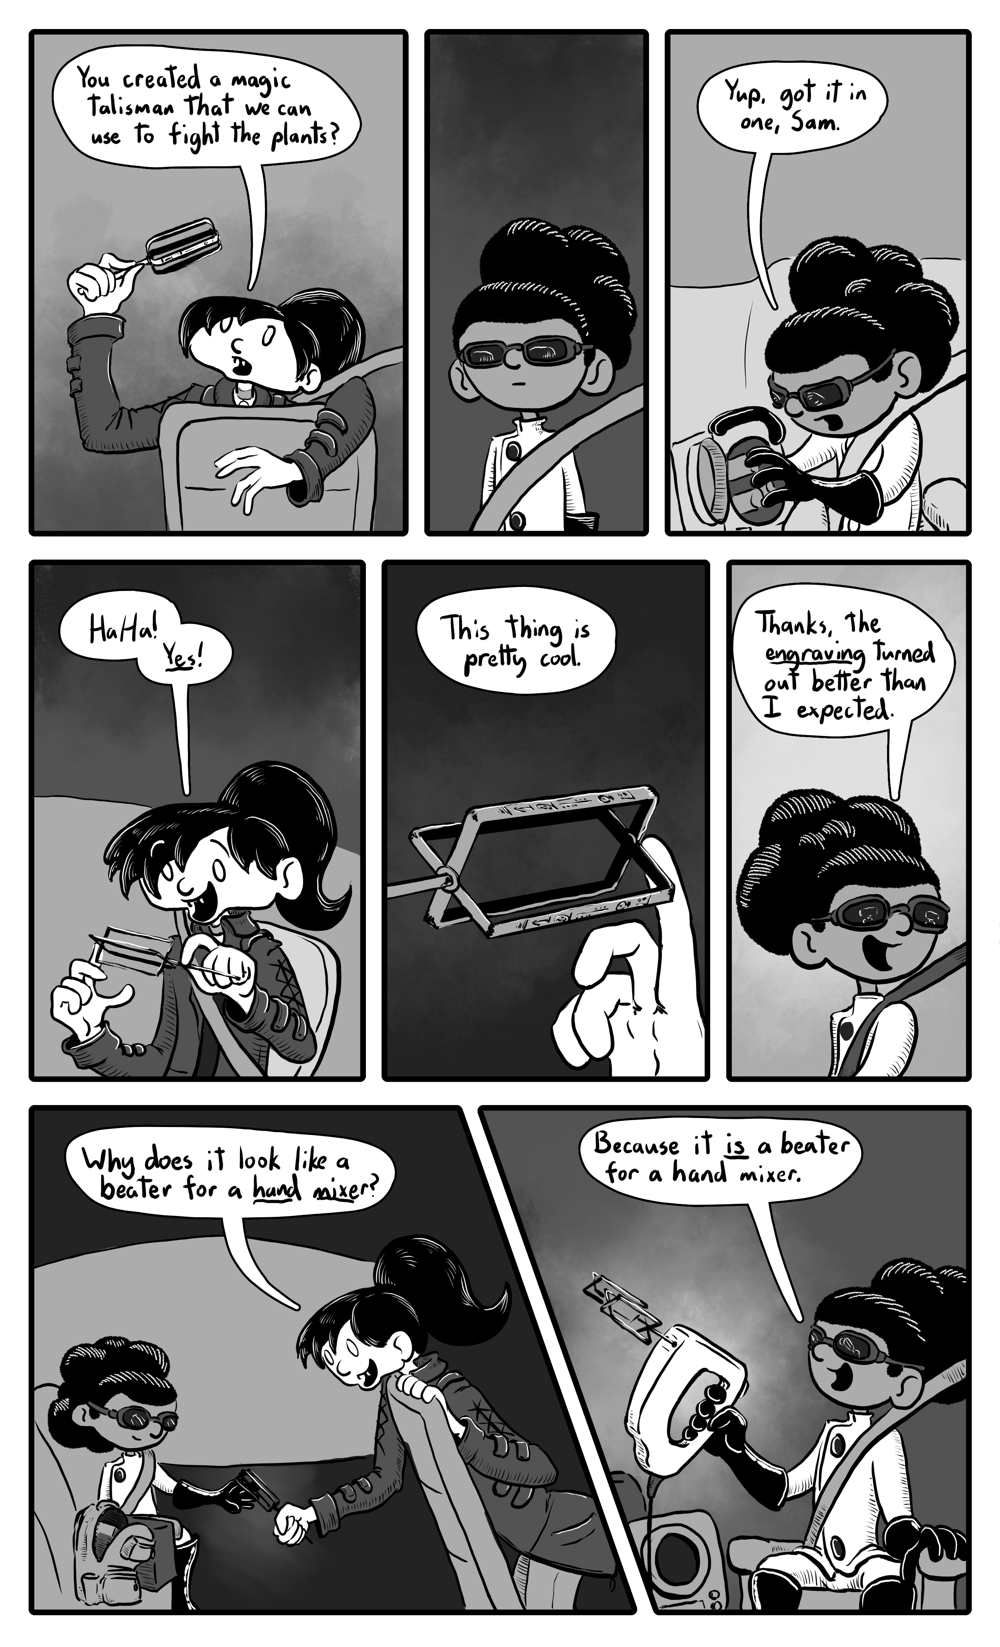 You created a magic
talisman that we can
use to fight the plants?
Yup, got it in
one, Sam.
HaHa!
Yes!
This thing is
pretty cool.
Thanks, the
engraving turned
out better than
I expected.
Why does it look like a
beater for a hand mixer?
Because it is a beater
for a hand mixer.